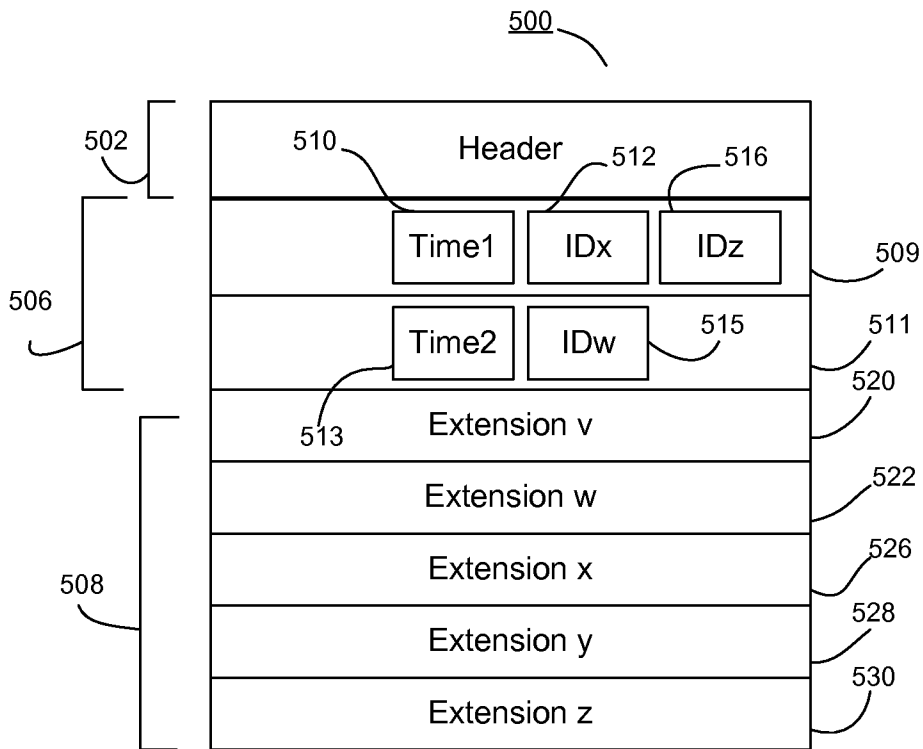 500
502
510
Header
512
516
Time1
IDx
IDz
509
506
Time2
IDw
515
511
513
520
Extension v
Extension w
522
508
Extension x
526
Extension y
528
Extension z
530